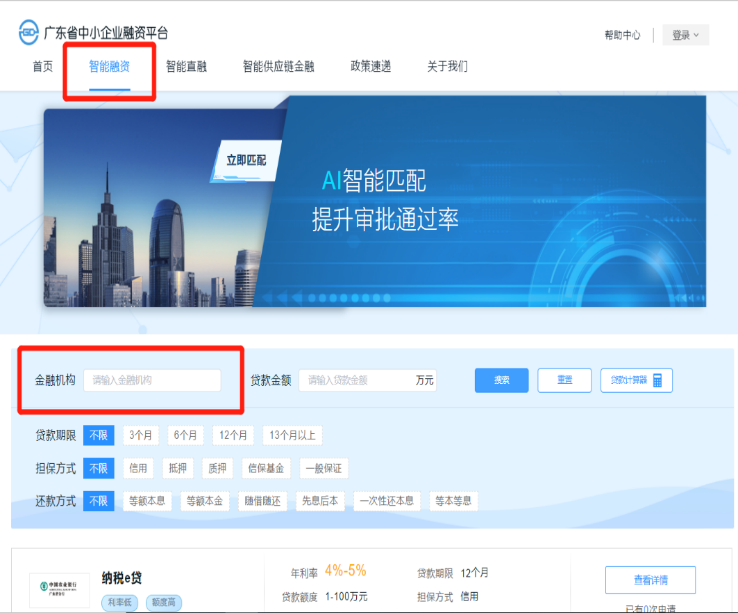 广东省中小企业融资平台
帮助中心 登录
首页 智能融资 智能直融 智能供应链金融 政策速递 关于我们
立即匹配
AI智能匹配
提升审批通过率
金融机构 请输入金融机构 贷款金额 请输入贷款金额 万元 搜索 重置 贷款计算器
贷款期限 不限 3个月 6个月 12个月 13个月以上
担保方式 不限 信用 抵押 质押 信保基金 一般保证
还款方式 不限 等额本息 等额本金 随借随还 先息后本 一次性还本息 等本等息
纳税e贷 年利率 4%-5% 贷款期限 12个月 查看详情
中国农业银行
利率低 额度高 贷款额度 1-100万元 担保方式 信用 已有0次申请